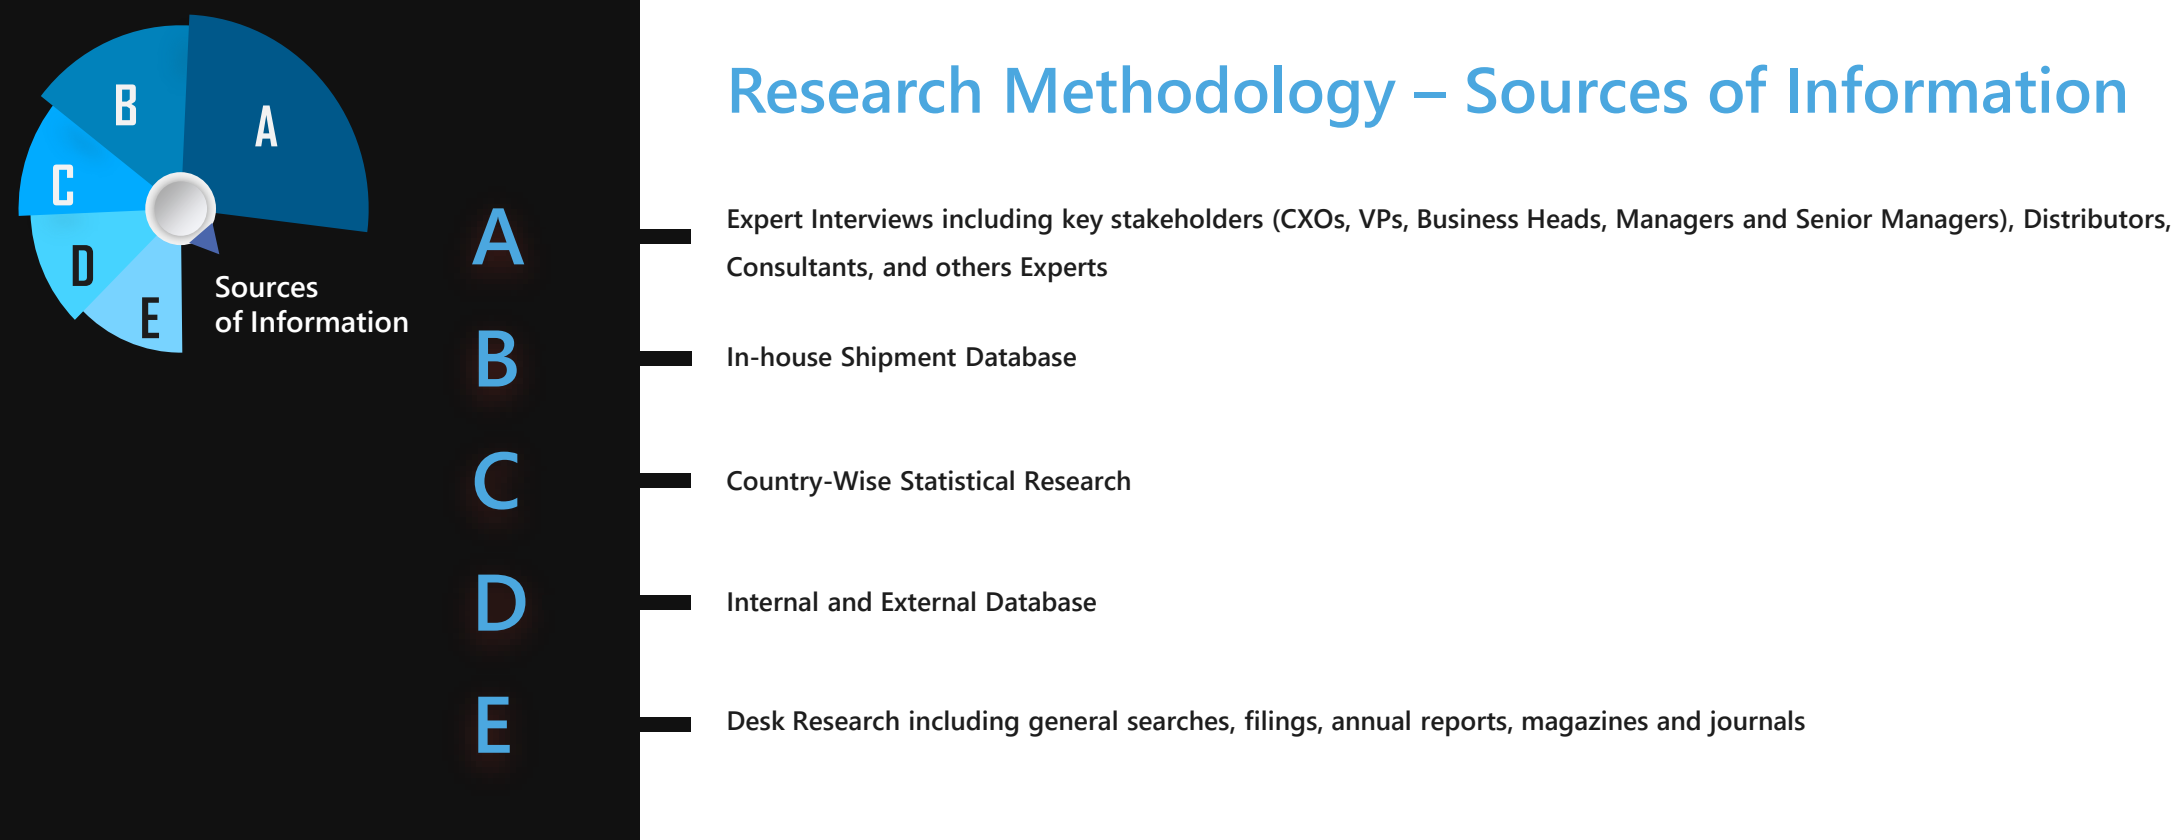 B
A
C
D
E
Sources
of Information
Research Methodology – Sources of Information
A
Expert Interviews including key stakeholders (CXOs, VPs, Business Heads, Managers and Senior Managers), Distributors,
Consultants, and others Experts
B
In-house Shipment Database
C
Country-Wise Statistical Research
D
Internal and External Database
E
Desk Research including general searches, filings, annual reports, magazines and journals